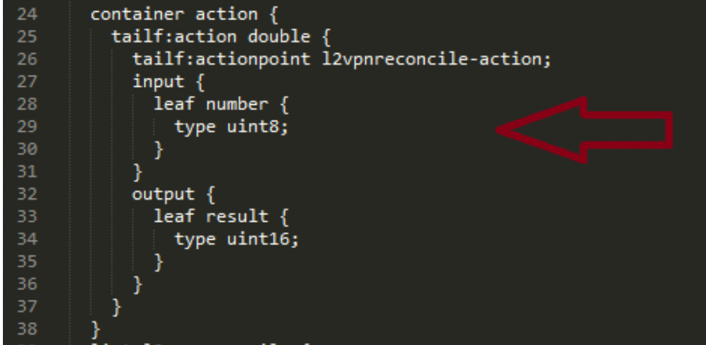 24 container action {
25 tailf:action double {
26 tailf:actionpoint l2vpnreconcile-action;
27 input {
28 leaf number {
29 type uint8;
30 }
31 }
32 output {
33 leaf result {
34 type uint16;
35 }
36 }
37 }
38 }